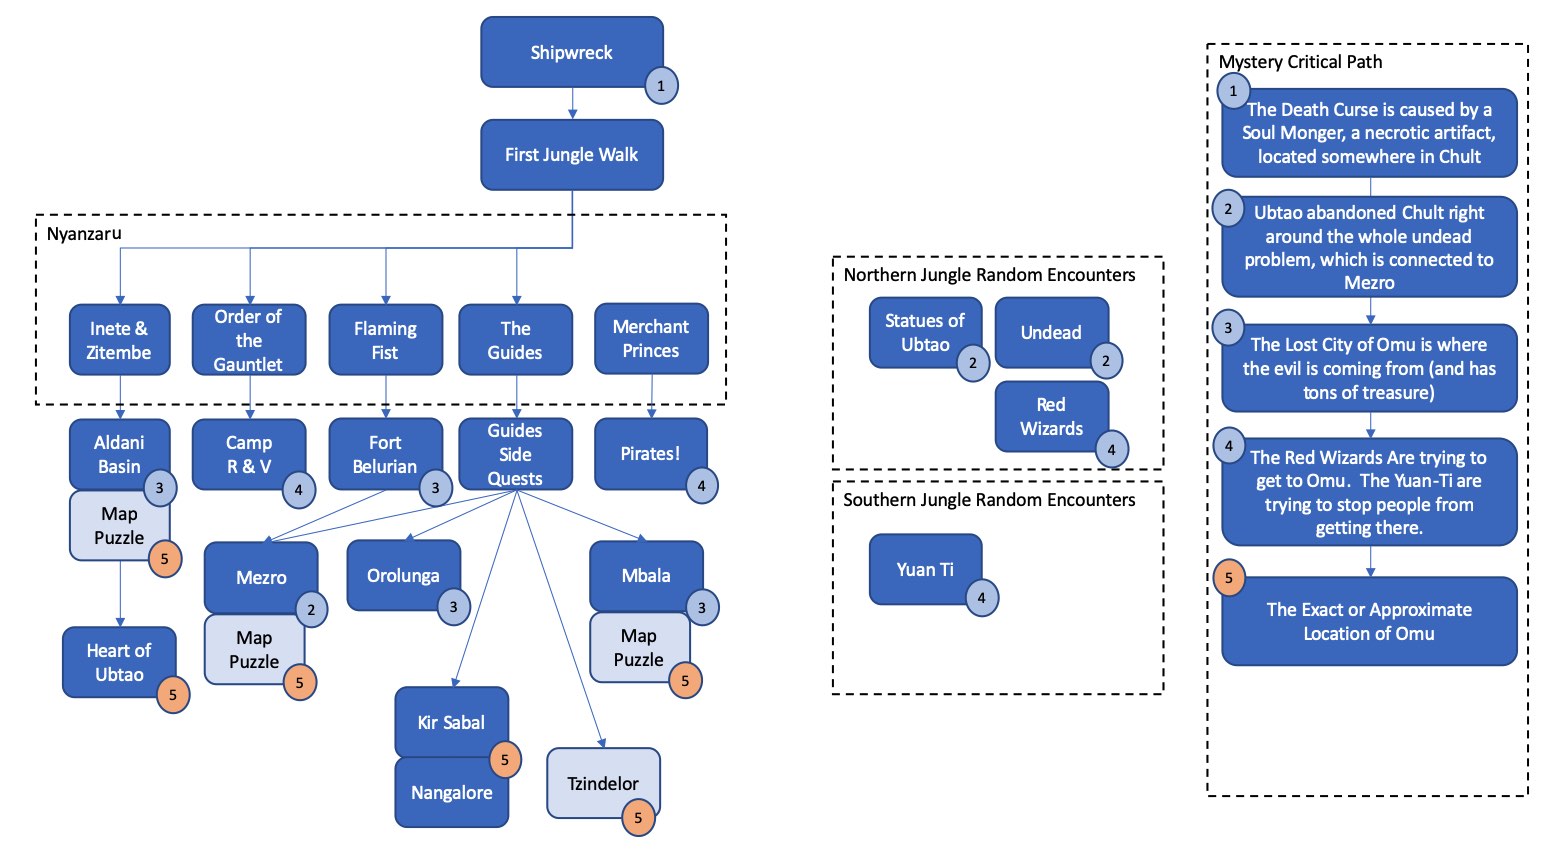 Shipwreck
1
First Jungle Walk
Nyanzaru
Inete &
Zitembe
Order of
the
Gauntlet
Flaming
Fist
The
Guides
Merchant
Princes
Aldani
Basin
3
Map
Puzzle
5
Camp
R & V
4
Fort
Belurian
3
Guides
Side
Quests
Pirates!
4
Heart of
Ubtao
5
Mezro
2
Map
Puzzle
5
Orolunga
3
Mbala
3
Map
Puzzle
5
Kir Sabal
5
Nangalore
Tzindelor
5
Northern Jungle Random Encounters
Statues of
Ubtao
2
Undead
2
Red
Wizards
4
Southern Jungle Random Encounters
Yuan Ti
4
Mystery Critical Path
1
The Death Curse is caused by a
Soul Monger, a necrotic artifact,
located somewhere in Chult
2
Ubtao abandoned Chult right
around the whole undead
problem, which is connected to
Mezro
3
The Lost City of Omu is where
the evil is coming from (and has
tons of treasure)
4
The Red Wizards Are trying to
get to Omu.  The Yuan-Ti are
trying to stop people from
getting there.
5
The Exact or Approximate
Location of Omu